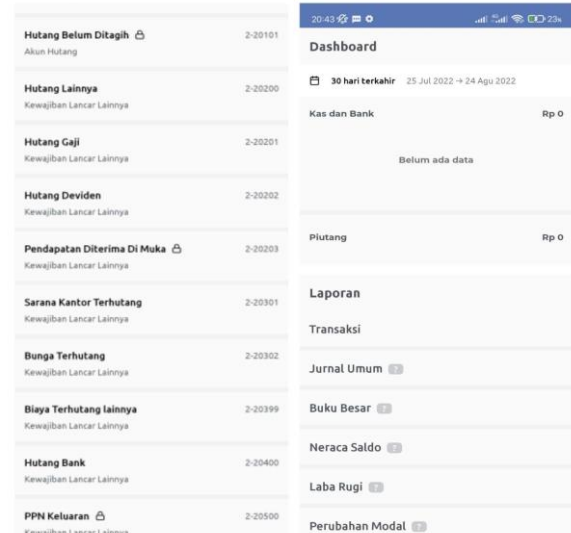 Hutang Belum Ditagih 2-20101
Akun Hutang
Hutang Lainnya 2-20200
Kewajiban Lancar Lainnya
Hutang Gaji 2-20201
Kewajiban Lancar Lainnya
Hutang Deviden 2-20202
Kewajiban Lancar Lainnya
Pendapatan Diterima Di Muka 2-20203
Kewajiban Lancar Lainnya
Sarana Kantor Terhutang 2-20301
Kewajiban Lancar Lainnya
Bunga Terhutang 2-20302
Kewajiban Lancar Lainnya
Biaya Terhutang lainnya 2-20399
Kewajiban Lancar Lainnya
Hutang Bank 2-20400
Kewajiban Lancar Lainnya
PPN Keluaran 2-20500
Kewajiban Lancar Lainnya
20:43
Dashboard
30 hari terkahir 25 Jul 2022 → 24 Agu 2022
Kas dan Bank Rp 0
Belum ada data
Piutang Rp 0
Laporan
Transaksi
Jurnal Umum ?
Buku Besar ?
Neraca Saldo ?
Laba Rugi ?
Perubahan Modal ?